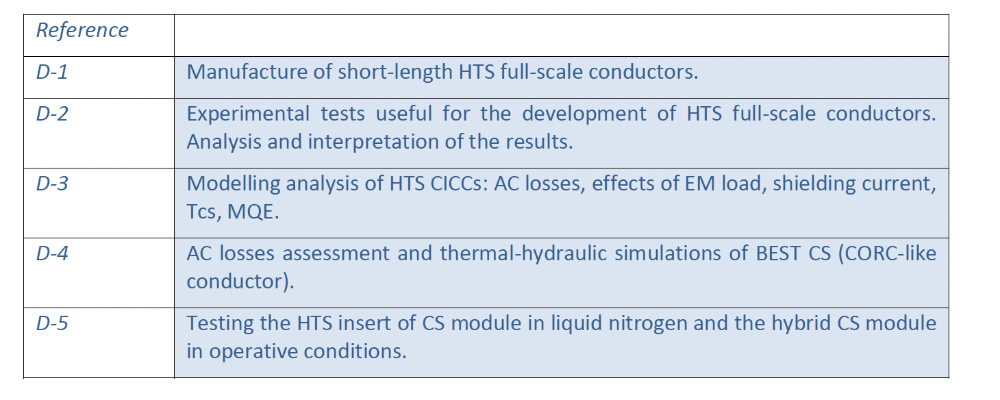 Reference
D-1
Manufacture of short-length HTS full-scale conductors.
D-2
Experimental tests useful for the development of HTS full-scale conductors.
Analysis and interpretation of the results.
D-3
Modelling analysis of HTS CICCs: AC losses, effects of EM load, shielding current,
Tcs, MQE.
D-4
AC losses assessment and thermal-hydraulic simulations of BEST CS (CORC-like
conductor).
D-5
Testing the HTS insert of CS module in liquid nitrogen and the hybrid CS module
in operative conditions.